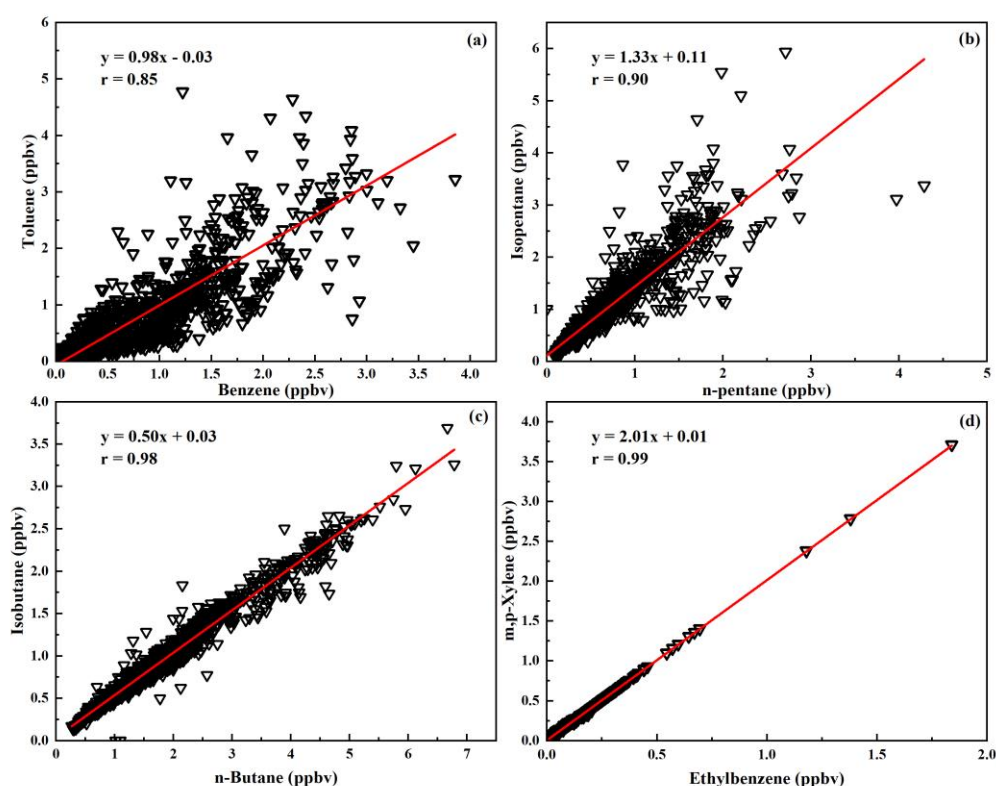 (a)
y = 0.98x - 0.03
r = 0.85
Toluene (ppbv)
6
5
4
3
2
1
0
0.0 0.5 1.0 1.5 2.0 2.5 3.0 3.5 4.0
Benzene (ppbv)
(b)
y = 1.33x + 0.11
r = 0.90
Isopentane (ppbv)
6
5
4
3
2
1
0
0 1 2 3 4 5
n-pentane (ppbv)
(c)
y = 0.50x + 0.03
r = 0.98
Isobutane (ppbv)
4.0
3.5
3.0
2.5
2.0
1.5
1.0
0.5
0.0
0 1 2 3 4 5 6 7
n-Butane (ppbv)
(d)
y = 2.01x + 0.01
r = 0.99
m,p-Xylene (ppbv)
4.0
3.5
3.0
2.5
2.0
1.5
1.0
0.5
0.0
0.0 0.5 1.0 1.5 2.0
Ethylbenzene (ppbv)